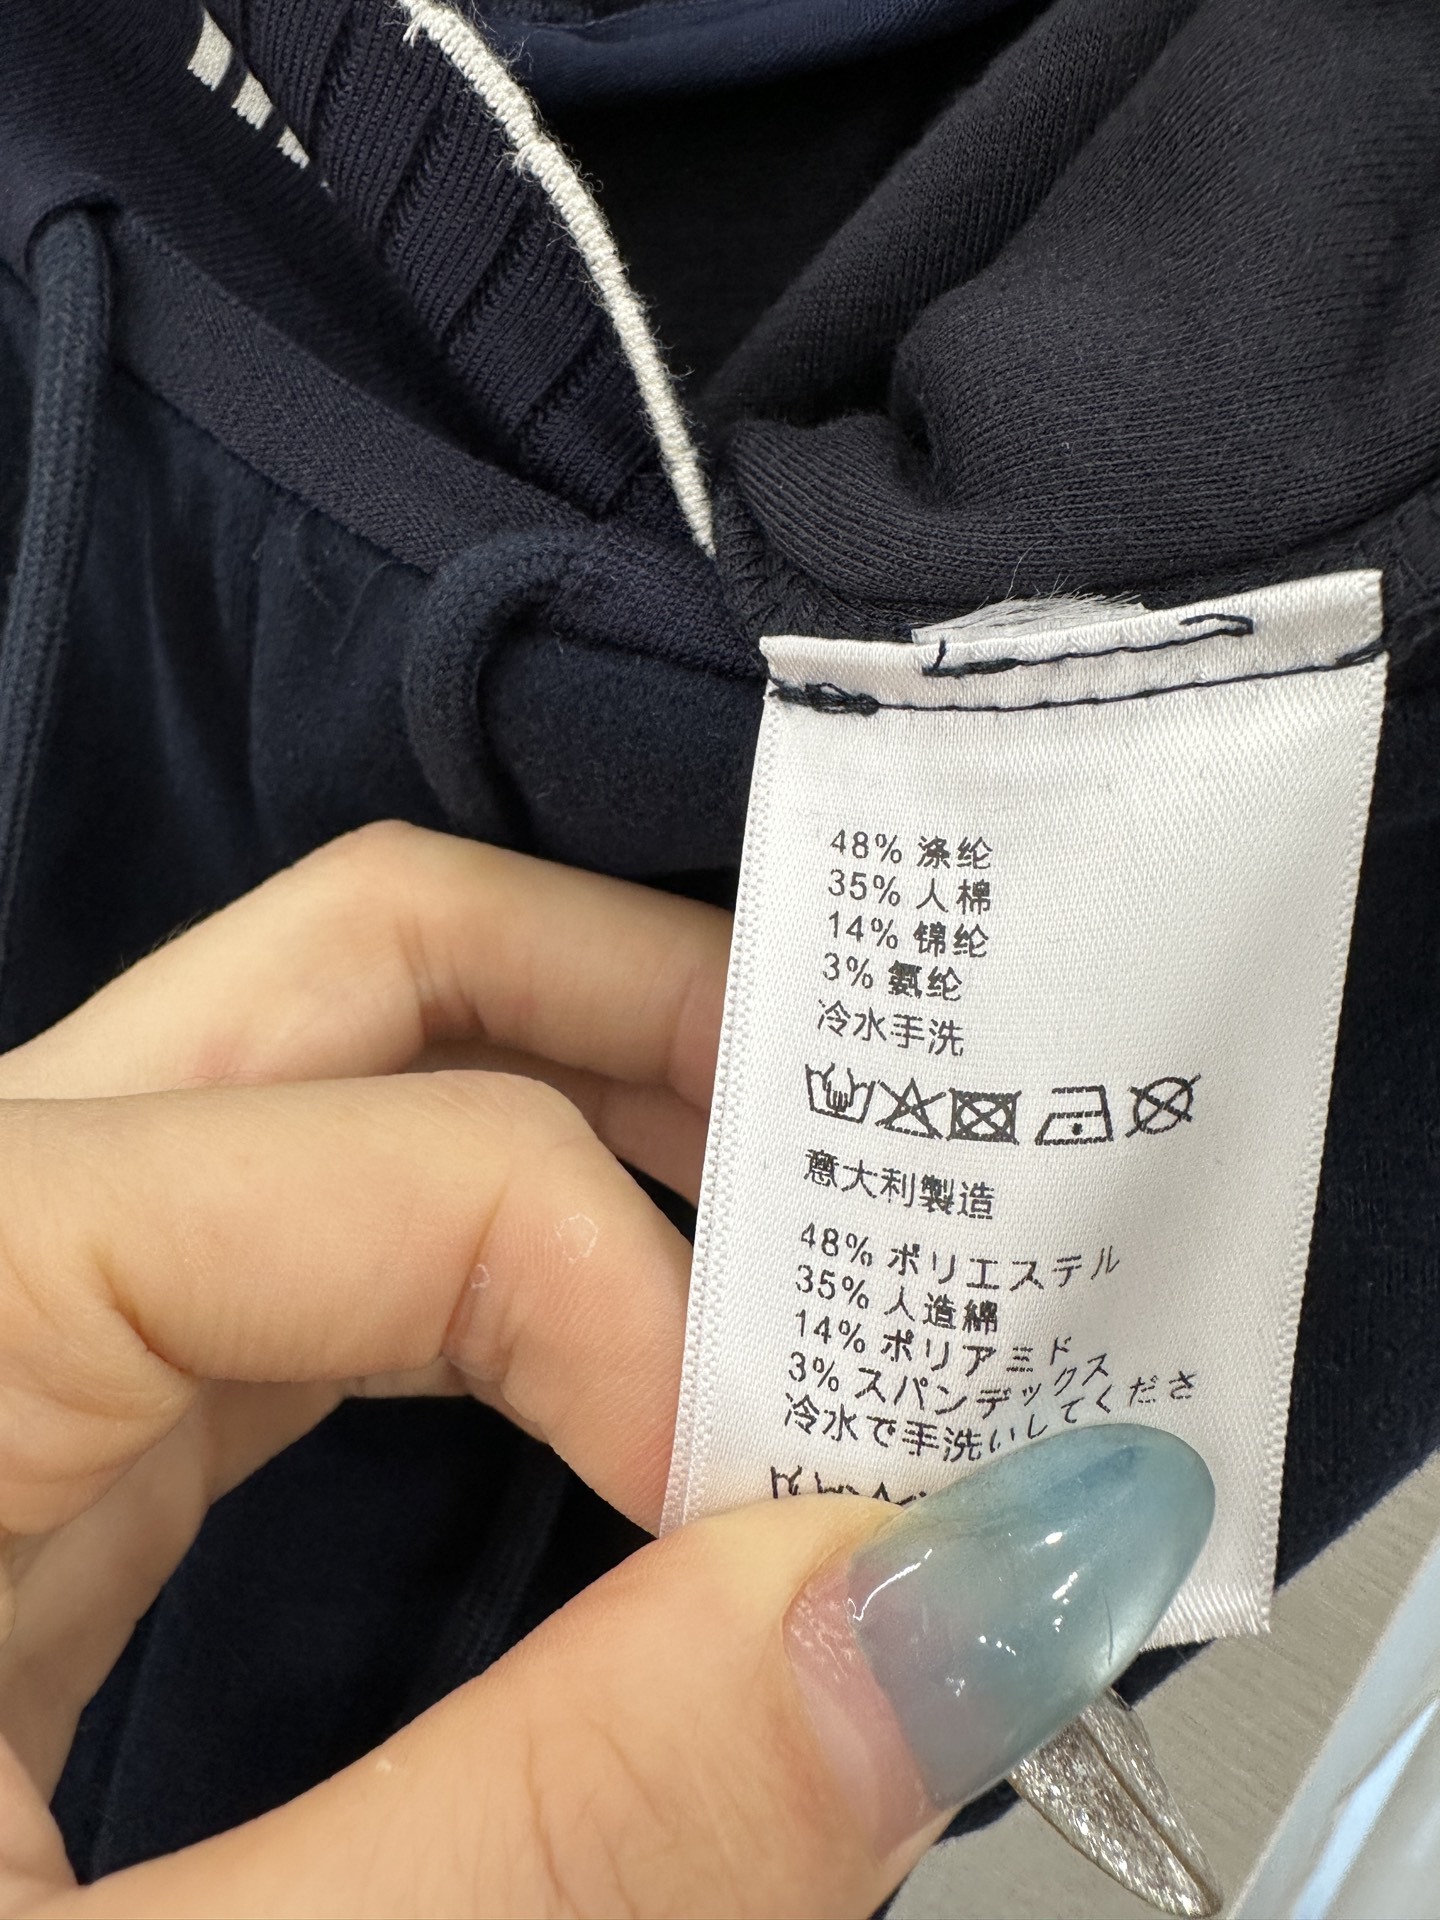 48% 涤纶
35% 人棉
14% 锦纶
3% 氨纶
冷水手洗
意大利製造
48% ポリエステル
35% 人造綿
14% ポリアミド
3% スパンデックス
冷水で手洗いしてくださ